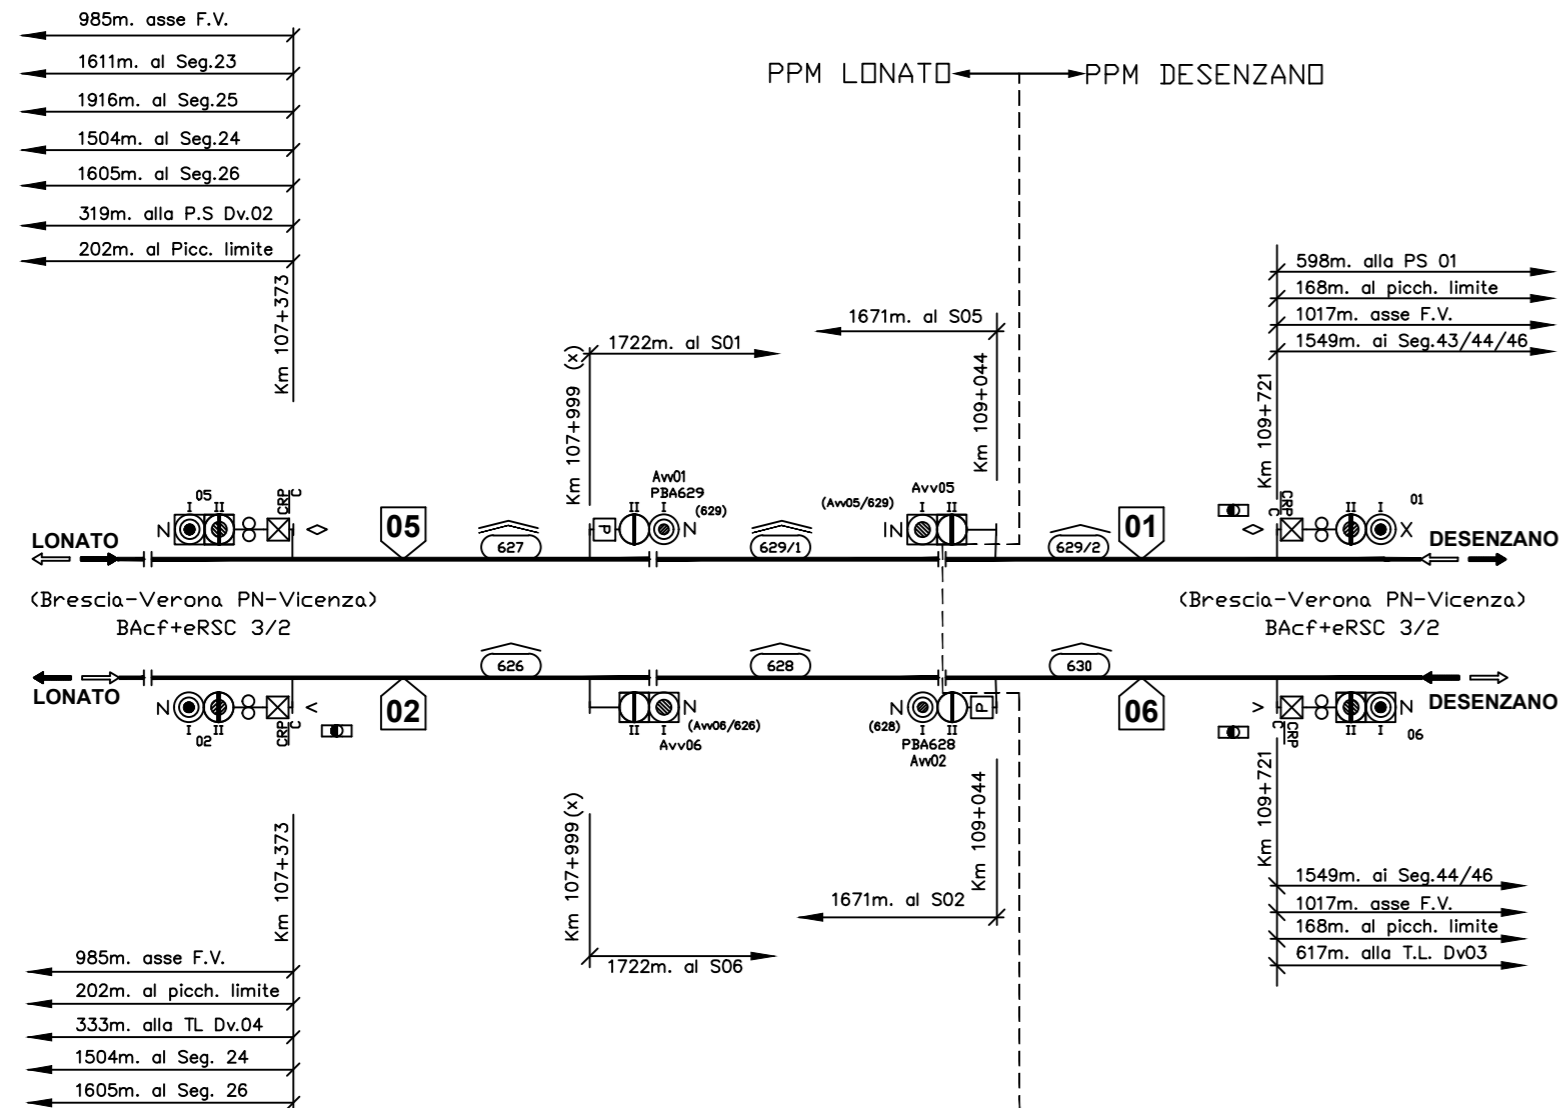 985m. asse F.V.
1611m. al Seg.23
1916m. al Seg.25
1504m. al Seg.24
1605m. al Seg.26
319m. alla P.S Dv.02
202m. al Picc. limite
Km 107+373
PPM LONATO
PPM DESENZANO
598m. alla PS 01
168m. al picch. limite
1017m. asse F.V.
1549m. ai Seg.43/44/46
Km 109+721
1671m. al S05
Km 109+044
1722m. al S01
Km 107+999 (x)
05
I II
N
CRP
C
05
627
Avv01
PBA629
II I
P
N
(629)
629/1
(Avv05/629)
Avv05
I II
IN
629/2
01
CRP
C
II I
01
X
LONATO
DESENZANO
(Brescia-Verona PN-Vicenza)
BAcf+eRSC 3/2
(Brescia-Verona PN-Vicenza)
BAcf+eRSC 3/2
626
628
630
LONATO
DESENZANO
N
I II
02
CRP
C
02
N
II I
(Avv06/626)
Avv06
N
(628)
I II
P
PBA628
Avv02
06
C
CRP
II I
N
06
Km 107+373
Km 107+999 (x)
Km 109+044
Km 109+721
1671m. al S02
1722m. al S06
1549m. ai Seg.44/46
1017m. asse F.V.
168m. al picch. limite
617m. alla T.L. Dv03
985m. asse F.V.
202m. al picch. limite
333m. alla TL Dv.04
1504m. al Seg. 24
1605m. al Seg. 26